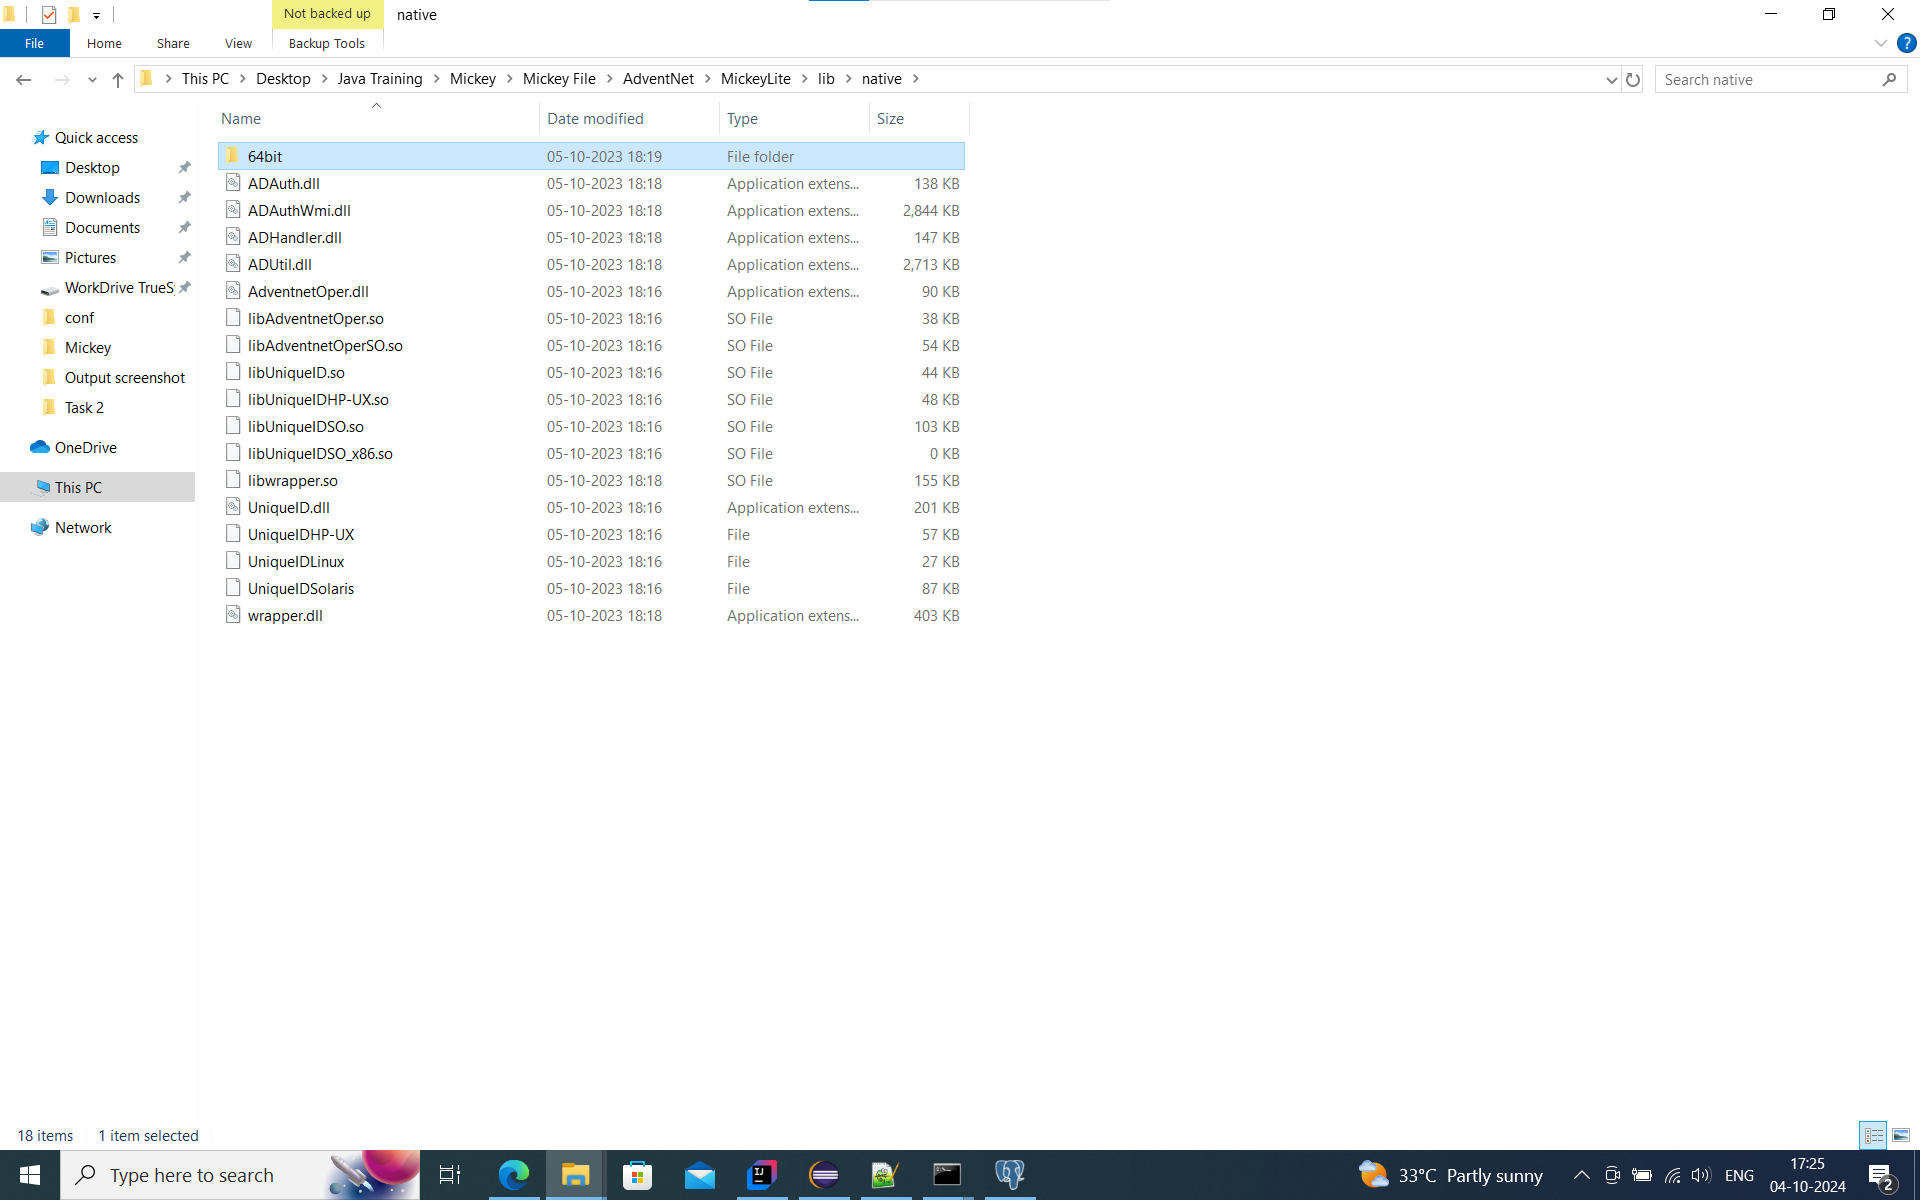 Not backed up native
File Home Share View Backup Tools
This PC Desktop Java Training Mickey Mickey File AdventNet MickeyLite lib native Search native
Name Date modified Type Size
64bit 05-10-2023 18:19 File folder
ADAuth.dll 05-10-2023 18:18 Application extens... 138 KB
ADAuthWmi.dll 05-10-2023 18:18 Application extens... 2,844 KB
ADHandler.dll 05-10-2023 18:18 Application extens... 147 KB
ADUtil.dll 05-10-2023 18:18 Application extens... 2,713 KB
AdventnetOper.dll 05-10-2023 18:16 Application extens... 90 KB
libAdventnetOper.so 05-10-2023 18:16 SO File 38 KB
libAdventnetOperSO.so 05-10-2023 18:16 SO File 54 KB
libUniqueID.so 05-10-2023 18:16 SO File 44 KB
libUniqueIDHP-UX.so 05-10-2023 18:16 SO File 48 KB
libUniqueIDSO.so 05-10-2023 18:16 SO File 103 KB
libUniqueIDSO_x86.so 05-10-2023 18:16 SO File 0 KB
libwrapper.so 05-10-2023 18:18 SO File 155 KB
UniqueID.dll 05-10-2023 18:16 Application extens... 201 KB
UniqueIDHP-UX 05-10-2023 18:16 File 57 KB
UniqueIDLinux 05-10-2023 18:16 File 27 KB
UniqueIDSolaris 05-10-2023 18:16 File 87 KB
wrapper.dll 05-10-2023 18:18 Application extens... 403 KB
Quick access
Desktop
Downloads
Documents
Pictures
WorkDrive TrueS
conf
Mickey
Output screenshot
Task 2
OneDrive
This PC
Network
18 items 1 item selected
Type here to search 33°C Partly sunny ENG 17:25
04-10-2024 2